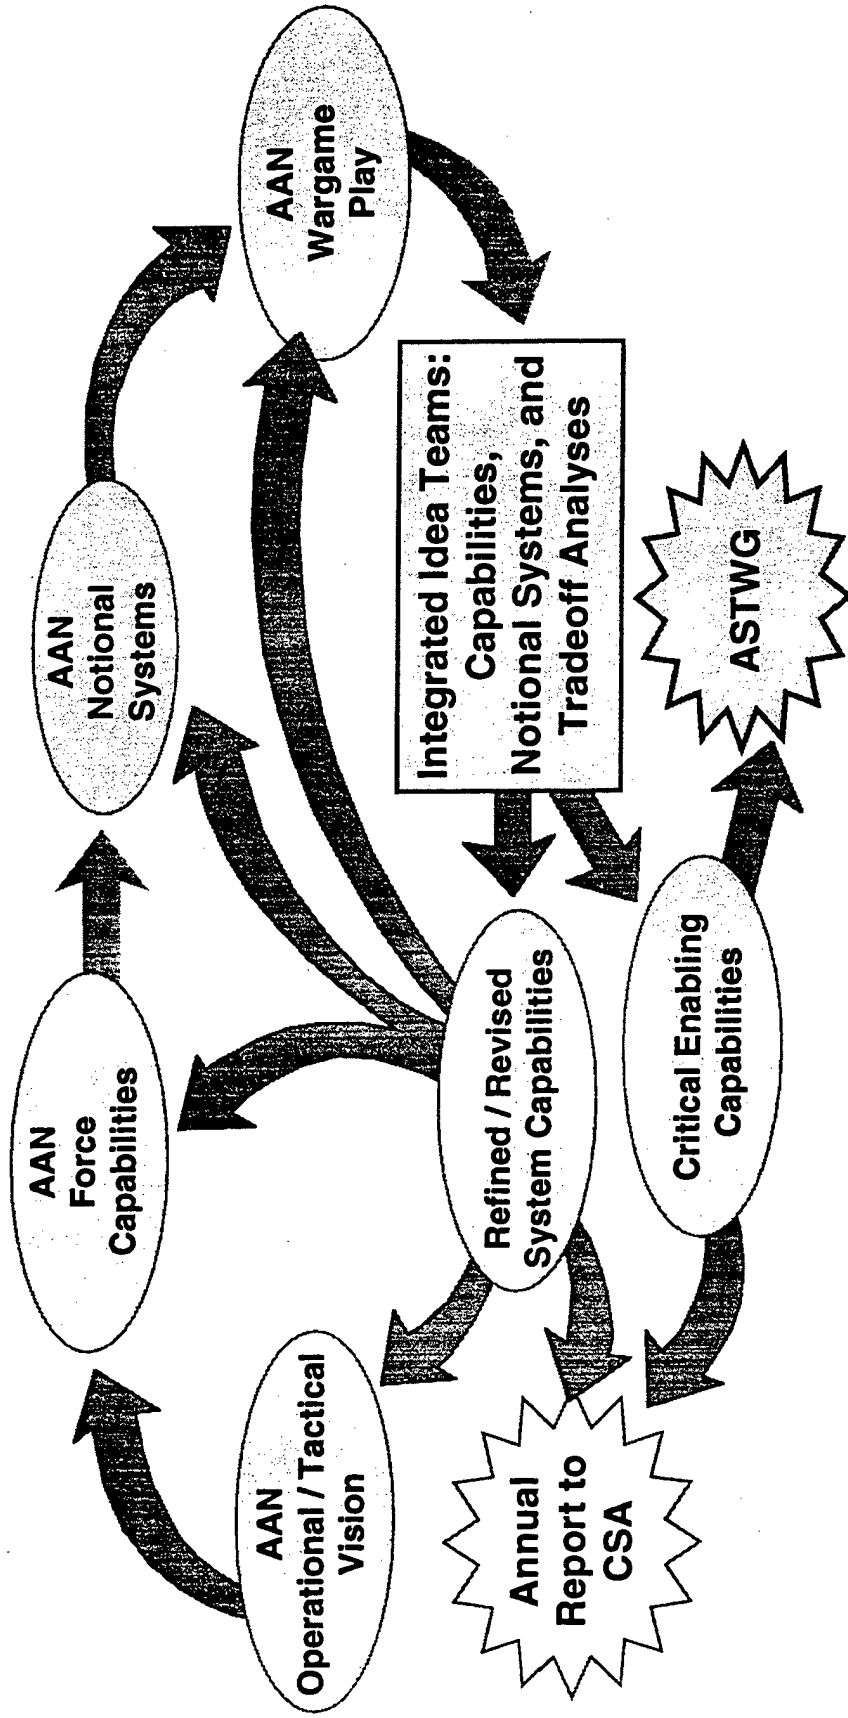 AAN
Force
Capabilities
AAN
Notional
Systems
AAN
Operational / Tactical
Vision
AAN
Wargame
Play
Refined / Revised
System Capabilities
Integrated Idea Teams:
Capabilities,
Notional Systems, and
Tradeoff Analyses
Annual
Report to
CSA
Critical Enabling
Capabilities
ASTWG